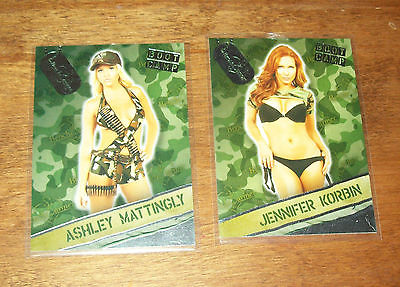 BOOT
CAMP
ASHLEY MATTINGLY
BOOT
CAMP
JENNIFER KORBIN